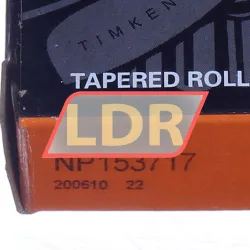 TIMKEN
TAPERED ROLL
LDR
NP153717
200610 22